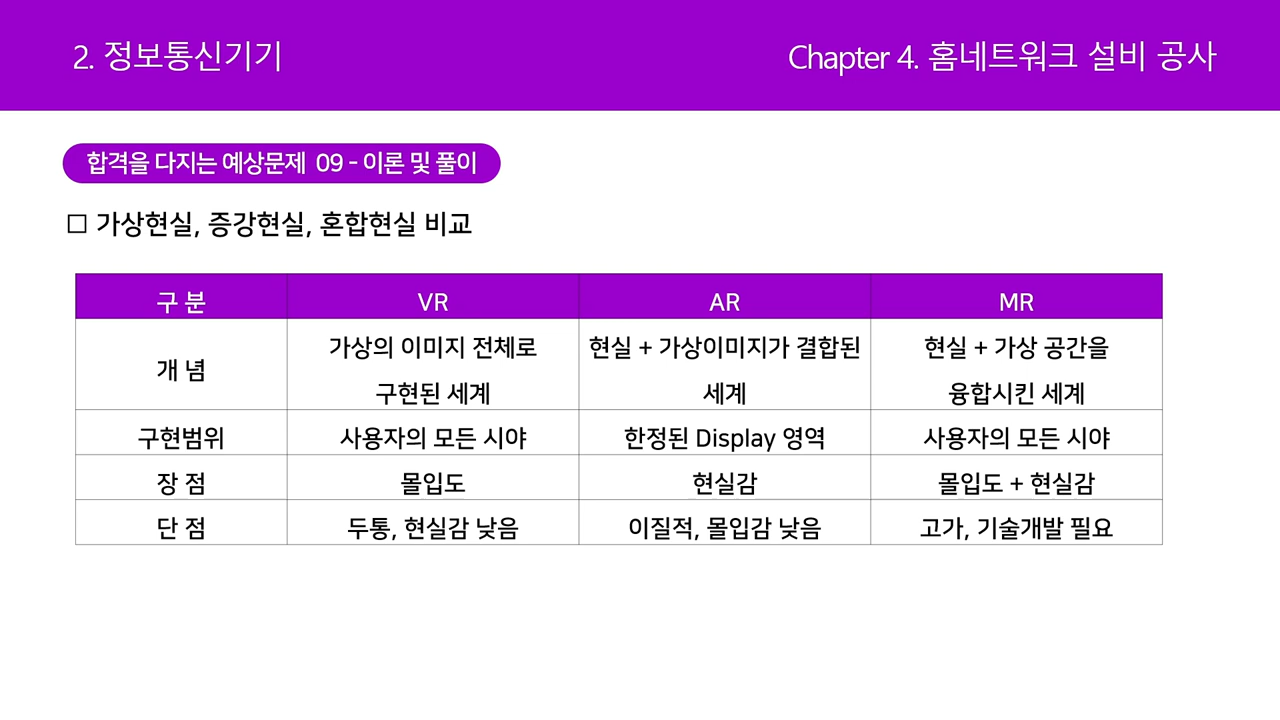 2. 정보통신기기
Chapter 4. 홈네트워크 설비 공사
합격을 다지는 예상문제 09 - 이론 및 풀이
□ 가상현실, 증강현실, 혼합현실 비교
구 분 VR AR MR
개 념 가상의 이미지 전체로 구현된 세계 현실 + 가상이미지가 결합된 세계 현실 + 가상 공간을 융합시킨 세계
구현범위 사용자의 모든 시야 한정된 Display 영역 사용자의 모든 시야
장 점 몰입도 현실감 몰입도 + 현실감
단 점 두통, 현실감 낮음 이질적, 몰입감 낮음 고가, 기술개발 필요